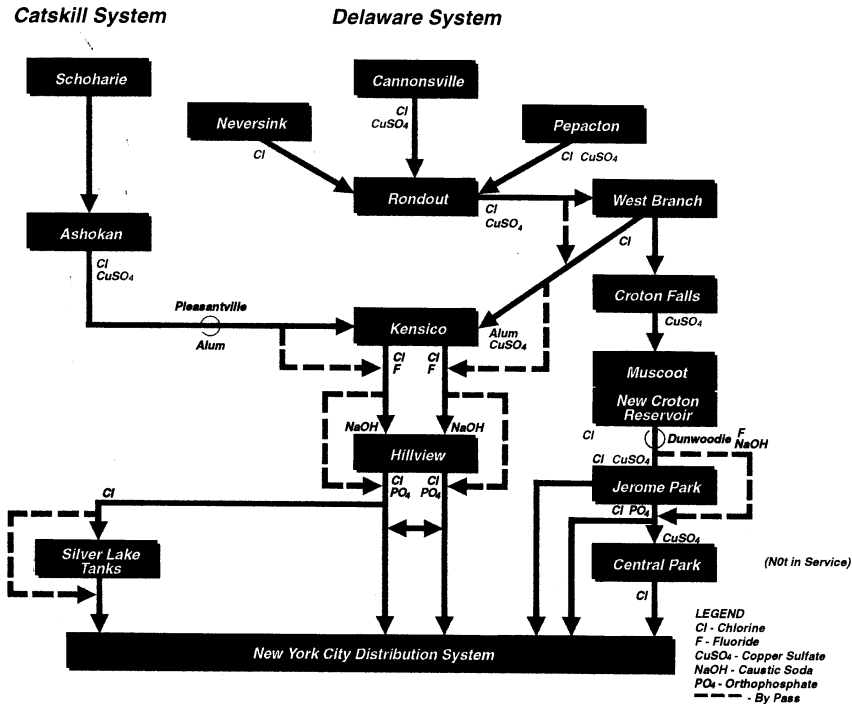 Catskill System
Delaware System
Schoharie
Cannonsville
Cl
CuSO4
Neversink
Cl
Pepacton
Cl CuSO4
Rondout
Cl
CuSO4
West Branch
Cl
Ashokan
Cl
CuSO4
Croton Falls
CuSO4
Pleasantville
Alum
Kensico
Alum
CuSO4
Cl
F
Cl
F
Muscoot
New Croton
Reservoir
Cl
Dunwoodie
F
NaOH
NaOH
NaOH
Hillview
Cl
PO4
Cl
PO4
Cl CuSO4
Jerome Park
Cl PO4
CuSO4
Cl
Silver Lake
Tanks
Central Park
(N0t in Service)
Cl
New York City Distribution System
LEGEND
Cl - Chlorine
F - Fluoride
CuSO4 - Copper Sulfate
NaOH - Caustic Soda
PO4 - Orthophosphate
- By Pass